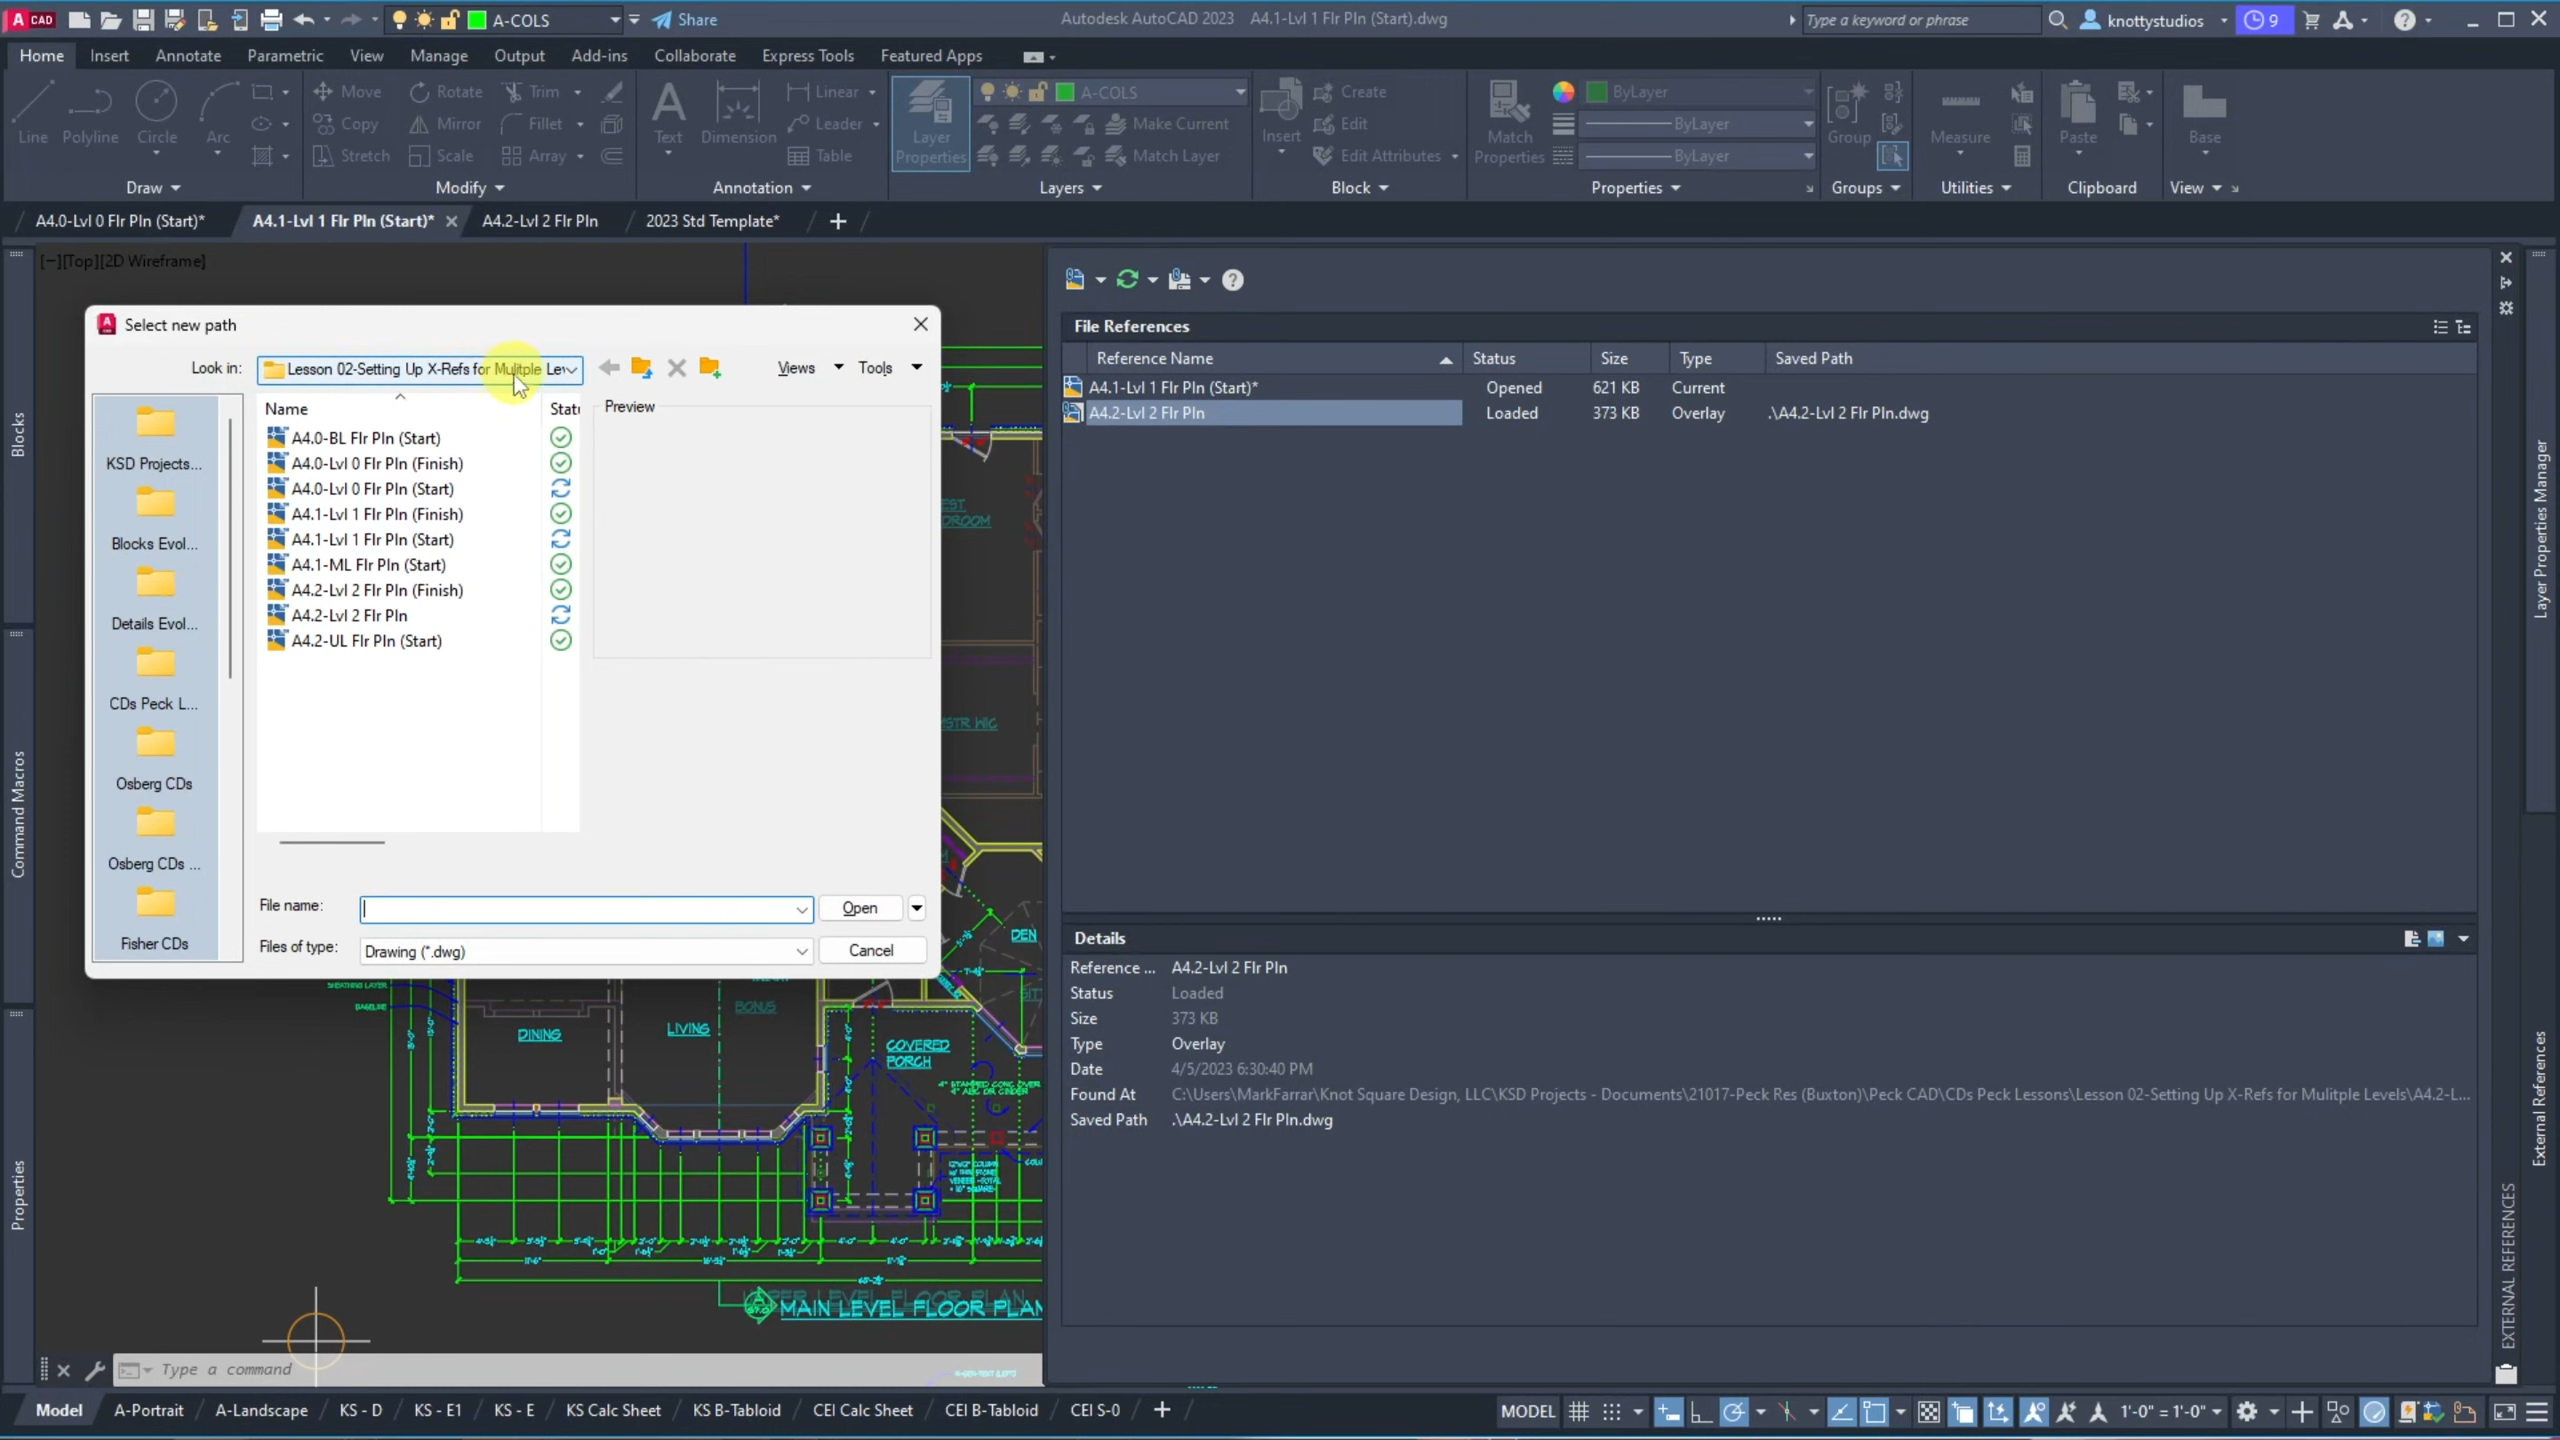 A CAD
A-COLS
Share
Autodesk AutoCAD 2023 A4.1-Lvl 1 Flr Pln (Start).dwg
Type a keyword or phrase
knottystudios
9
Home Insert Annotate Parametric View Manage Output Add-ins Collaborate Express Tools Featured Apps
Line Polyline Circle Arc
Move Rotate Trim
Copy Mirror Fillet
Stretch Scale Array
Text Dimension
Linear
Leader
Table
Layer Properties
A-COLS
Make Current
Match Layer
Insert
Create
Edit
Edit Attributes
Match Properties
ByLayer
ByLayer
ByLayer
Group Measure Paste Base
Draw Modify Annotation Layers Block Properties Groups Utilities Clipboard View
A4.0-Lvl 0 Flr Pln (Start)* A4.1-Lvl 1 Flr Pln (Start)* A4.2-Lvl 2 Flr Pln 2023 Std Template*
[−][Top][2D Wireframe]
Select new path
Look in: Lesson 02-Setting Up X-Refs for Mulitple Lev
Views Tools
Name Statu
Preview
A4.0-BL Flr Pln (Start)
A4.0-Lvl 0 Flr Pln (Finish)
A4.0-Lvl 0 Flr Pln (Start)
A4.1-Lvl 1 Flr Pln (Finish)
A4.1-Lvl 1 Flr Pln (Start)
A4.1-ML Flr Pln (Start)
A4.2-Lvl 2 Flr Pln (Finish)
A4.2-Lvl 2 Flr Pln
A4.2-UL Flr Pln (Start)
KSD Projects...
Blocks Evol...
Details Evol...
CDs Peck L...
Osberg CDs
Osberg CDs ...
Fisher CDs
File name: Open
Files of type: Drawing (*.dwg) Cancel
File References
Reference Name Status Size Type Saved Path
A4.1-Lvl 1 Flr Pln (Start)* Opened 621 KB Current
A4.2-Lvl 2 Flr Pln Loaded 373 KB Overlay .\A4.2-Lvl 2 Flr Pln.dwg
Details
Reference ... A4.2-Lvl 2 Flr Pln
Status Loaded
Size 373 KB
Type Overlay
Date 4/5/2023 6:30:40 PM
Found At C:\Users\MarkFarrar\Knot Square Design, LLC\KSD Projects - Documents\21017-Peck Res (Buxton)\Peck CAD\CDs Peck Lessons\Lesson 02-Setting Up X-Refs for Mulitple Levels\A4.2-L...
Saved Path .\A4.2-Lvl 2 Flr Pln.dwg
Blocks
Command Macros
Properties
Layer Properties Manager
External References
EXTERNAL REFERENCES
MSTR WIC
DEN
SHEATHING LAYER
BASELINE
DINING
LIVING
BONUS
COVERED
PORCH
MAIN LEVEL FLOOR PLAN
UPPER LEVEL FLOOR PLAN
Type a command
Model A-Portrait A-Landscape KS - D KS - E1 KS - E KS Calc Sheet KS B-Tabloid CEI Calc Sheet CEI B-Tabloid CEI S-0
MODEL
1'-0" = 1'-0"